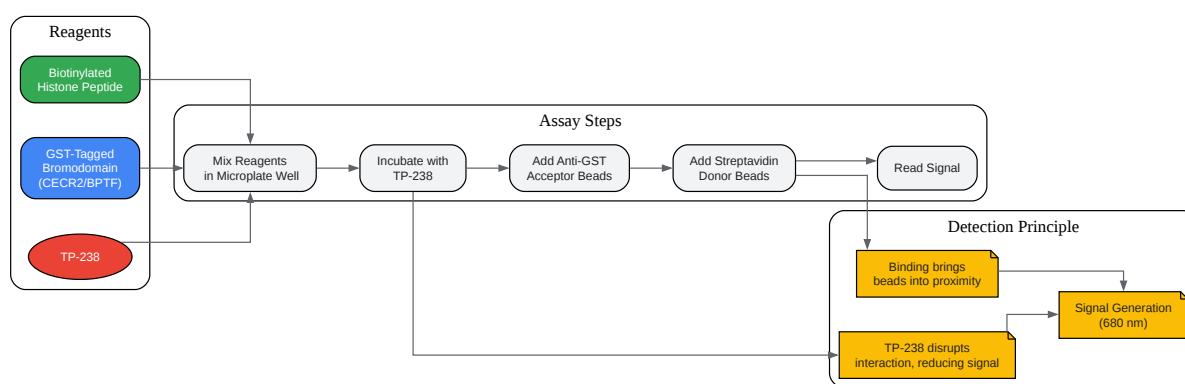 Reagents
Biotinylated
Histone Peptide
GST-Tagged
Bromodomain
(CECR2/BPTF)
TP-238
Assay Steps
Mix Reagents
in Microplate Well
Incubate with
TP-238
Add Anti-GST
Acceptor Beads
Add Streptavidin
Donor Beads
Read Signal
Detection Principle
Binding brings
beads into proximity
Signal Generation
(680 nm)
TP-238 disrupts
interaction, reducing signal